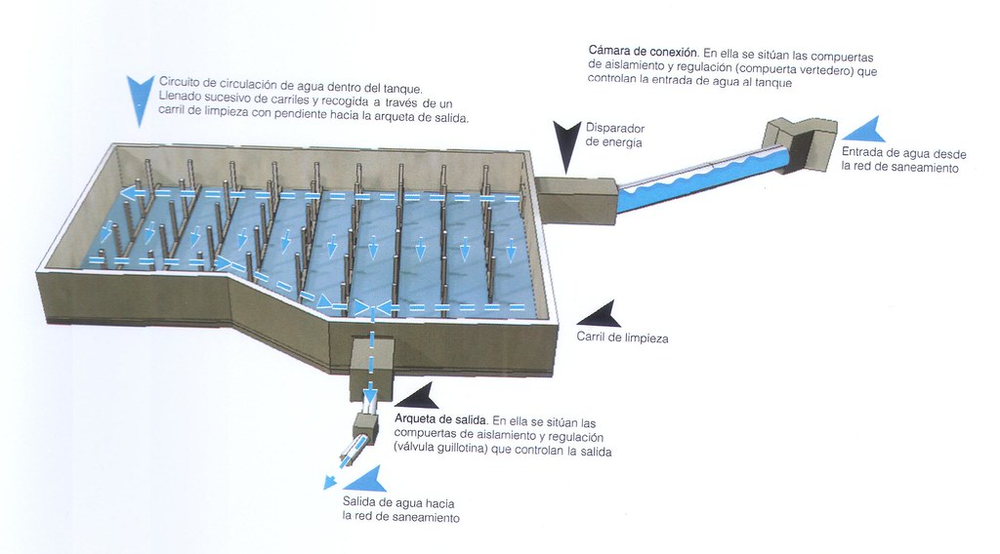 Cámara de conexión. En ella se sitúan las compuertas
de aislamiento y regulación (compuerta vertedero) que
controlan la entrada de agua al tanque
Circuito de circulación de agua dentro del tanque.
Llenado sucesivo de carriles y recogida a través de un
carril de limpieza con pendiente hacia la arqueta de salida.
Disparador
de energía
Entrada de agua desde
la red de saneamiento
Carril de limpieza
Arqueta de salida. En ella se sitúan las
compuertas de aislamiento y regulación
(válvula guillotina) que controlan la salida
Salida de agua hacia
la red de saneamiento